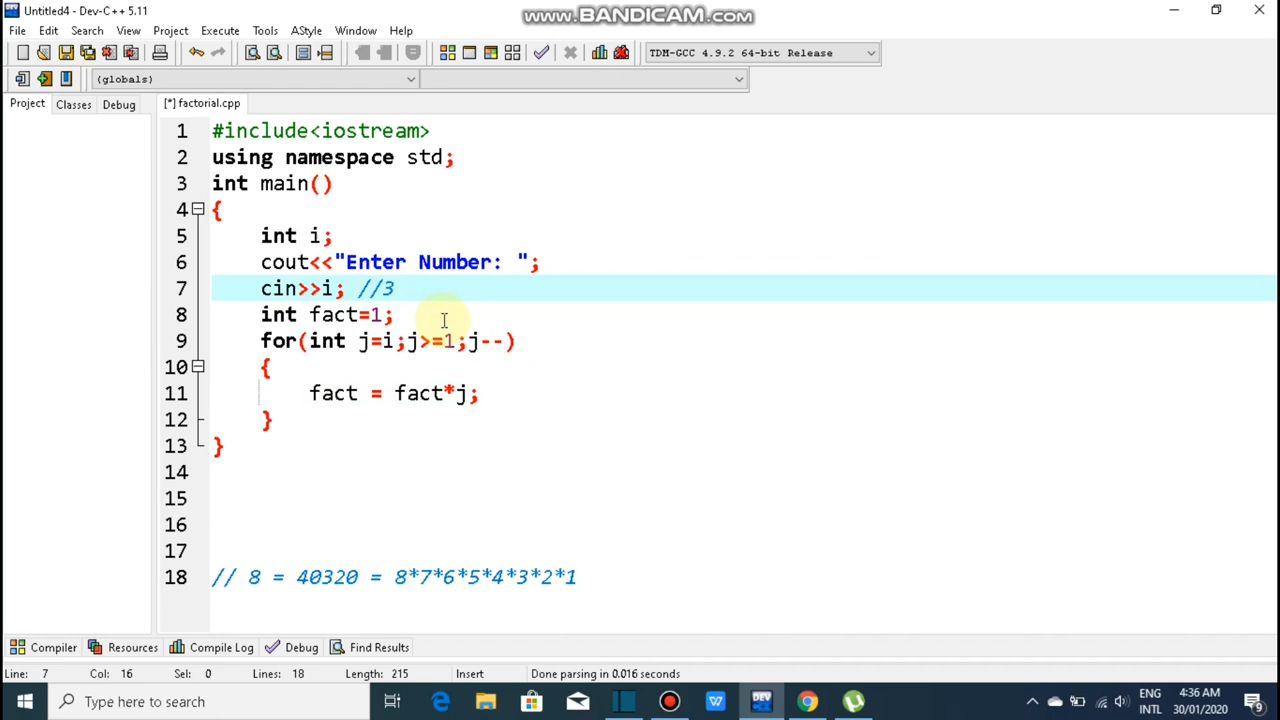 Untitled4 - Dev-C++ 5.11
www.BANDICAM.com
File Edit Search View Project Execute Tools AStyle Window Help
TDM-GCC 4.9.2 64-bit Release
(globals)
Project Classes Debug [*] factorial.cpp
1 #include<iostream>
2 using namespace std;
3 int main()
4 {
5 int i;
6 cout<<"Enter Number: ";
7 cin>>i; //3
8 int fact=1;
9 for(int j=i;j>=1;j--)
10 {
11 fact = fact*j;
12 }
13 }
14
15
16
17
18 // 8 = 40320 = 8*7*6*5*4*3*2*1
Compiler Resources Compile Log Debug Find Results
Line: 7 Col: 16 Sel: 0 Lines: 18 Length: 215 Insert Done parsing in 0.016 seconds
Type here to search
DEV
ENG
INTL
4:36 AM
30/01/2020
9